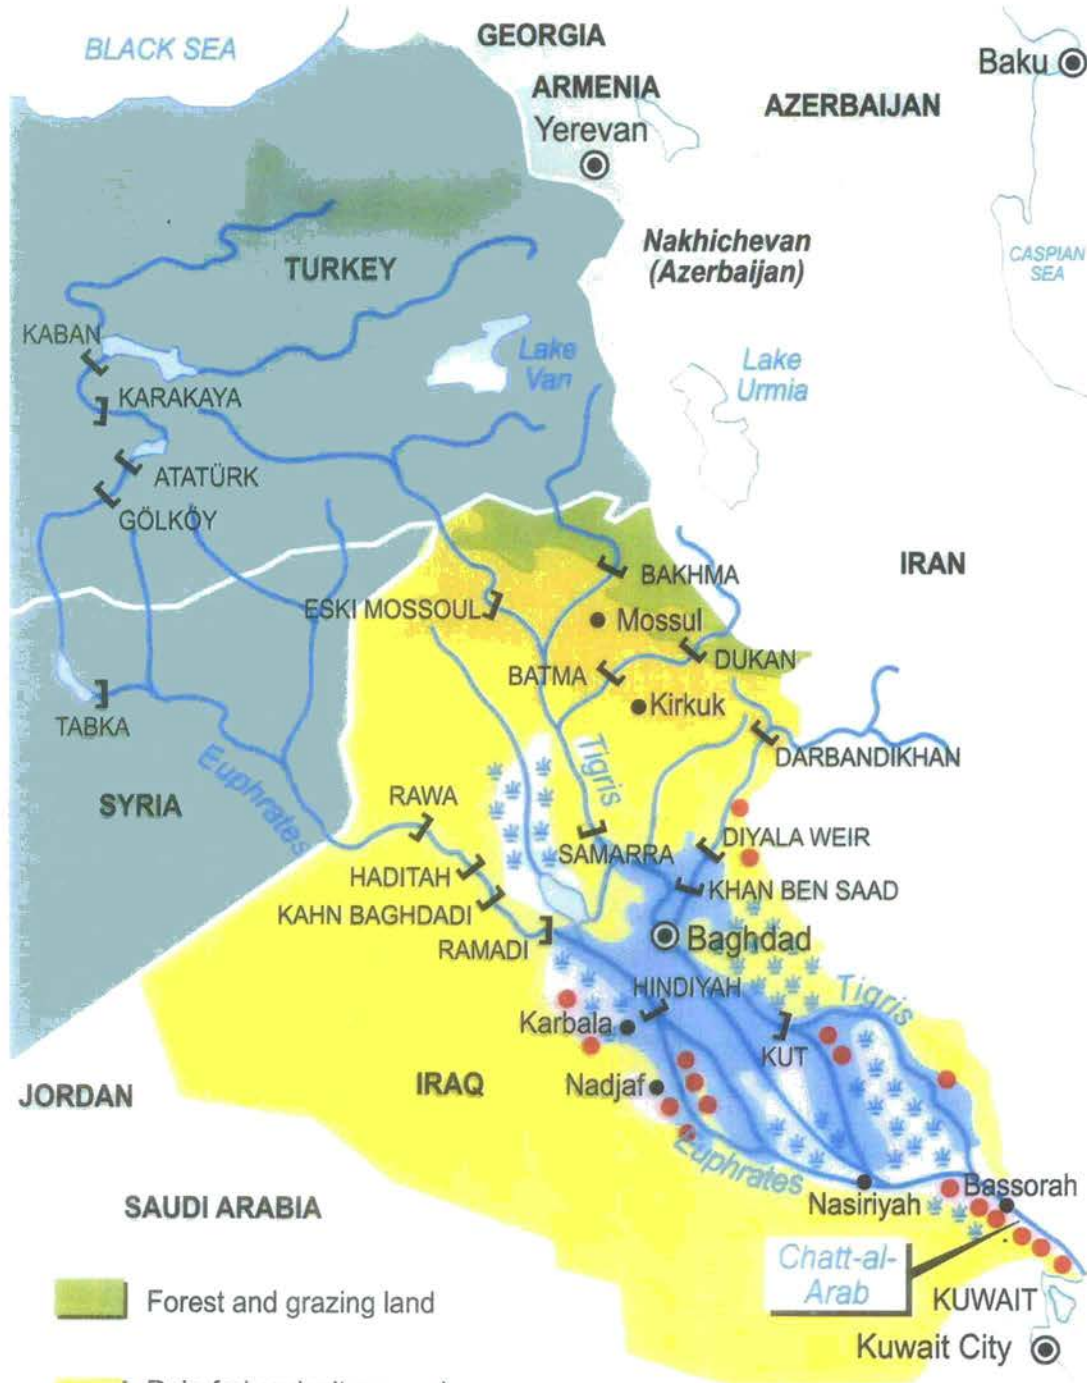 BLACK SEA
GEORGIA
Baku
ARMENIA
AZERBAIJAN
Yerevan
Nakhichevan
(Azerbaijan)
CASPIAN
SEA
TURKEY
KABAN
Lake
Van
Lake
Urmia
KARAKAYA
ATATÜRK
GÖLKÖY
IRAN
BAKHMA
ESKI MOSSOUL
Mossul
DUKAN
BATMA
Kirkuk
TABKA
DARBANDIKHAN
Euphrates
Tigris
SYRIA
RAWA
SAMARRA
DIYALA WEIR
HADITAH
KHAN BEN SAAD
KAHN BAGHDADI
RAMADI
Baghdad
HINDIYAH
Tigris
Karbala
KUT
IRAQ
Nadjaf
JORDAN
Euphrates
Nasiriyah
Bassorah
SAUDI ARABIA
Chatt-al-
Arab
KUWAIT
Forest and grazing land
Kuwait City